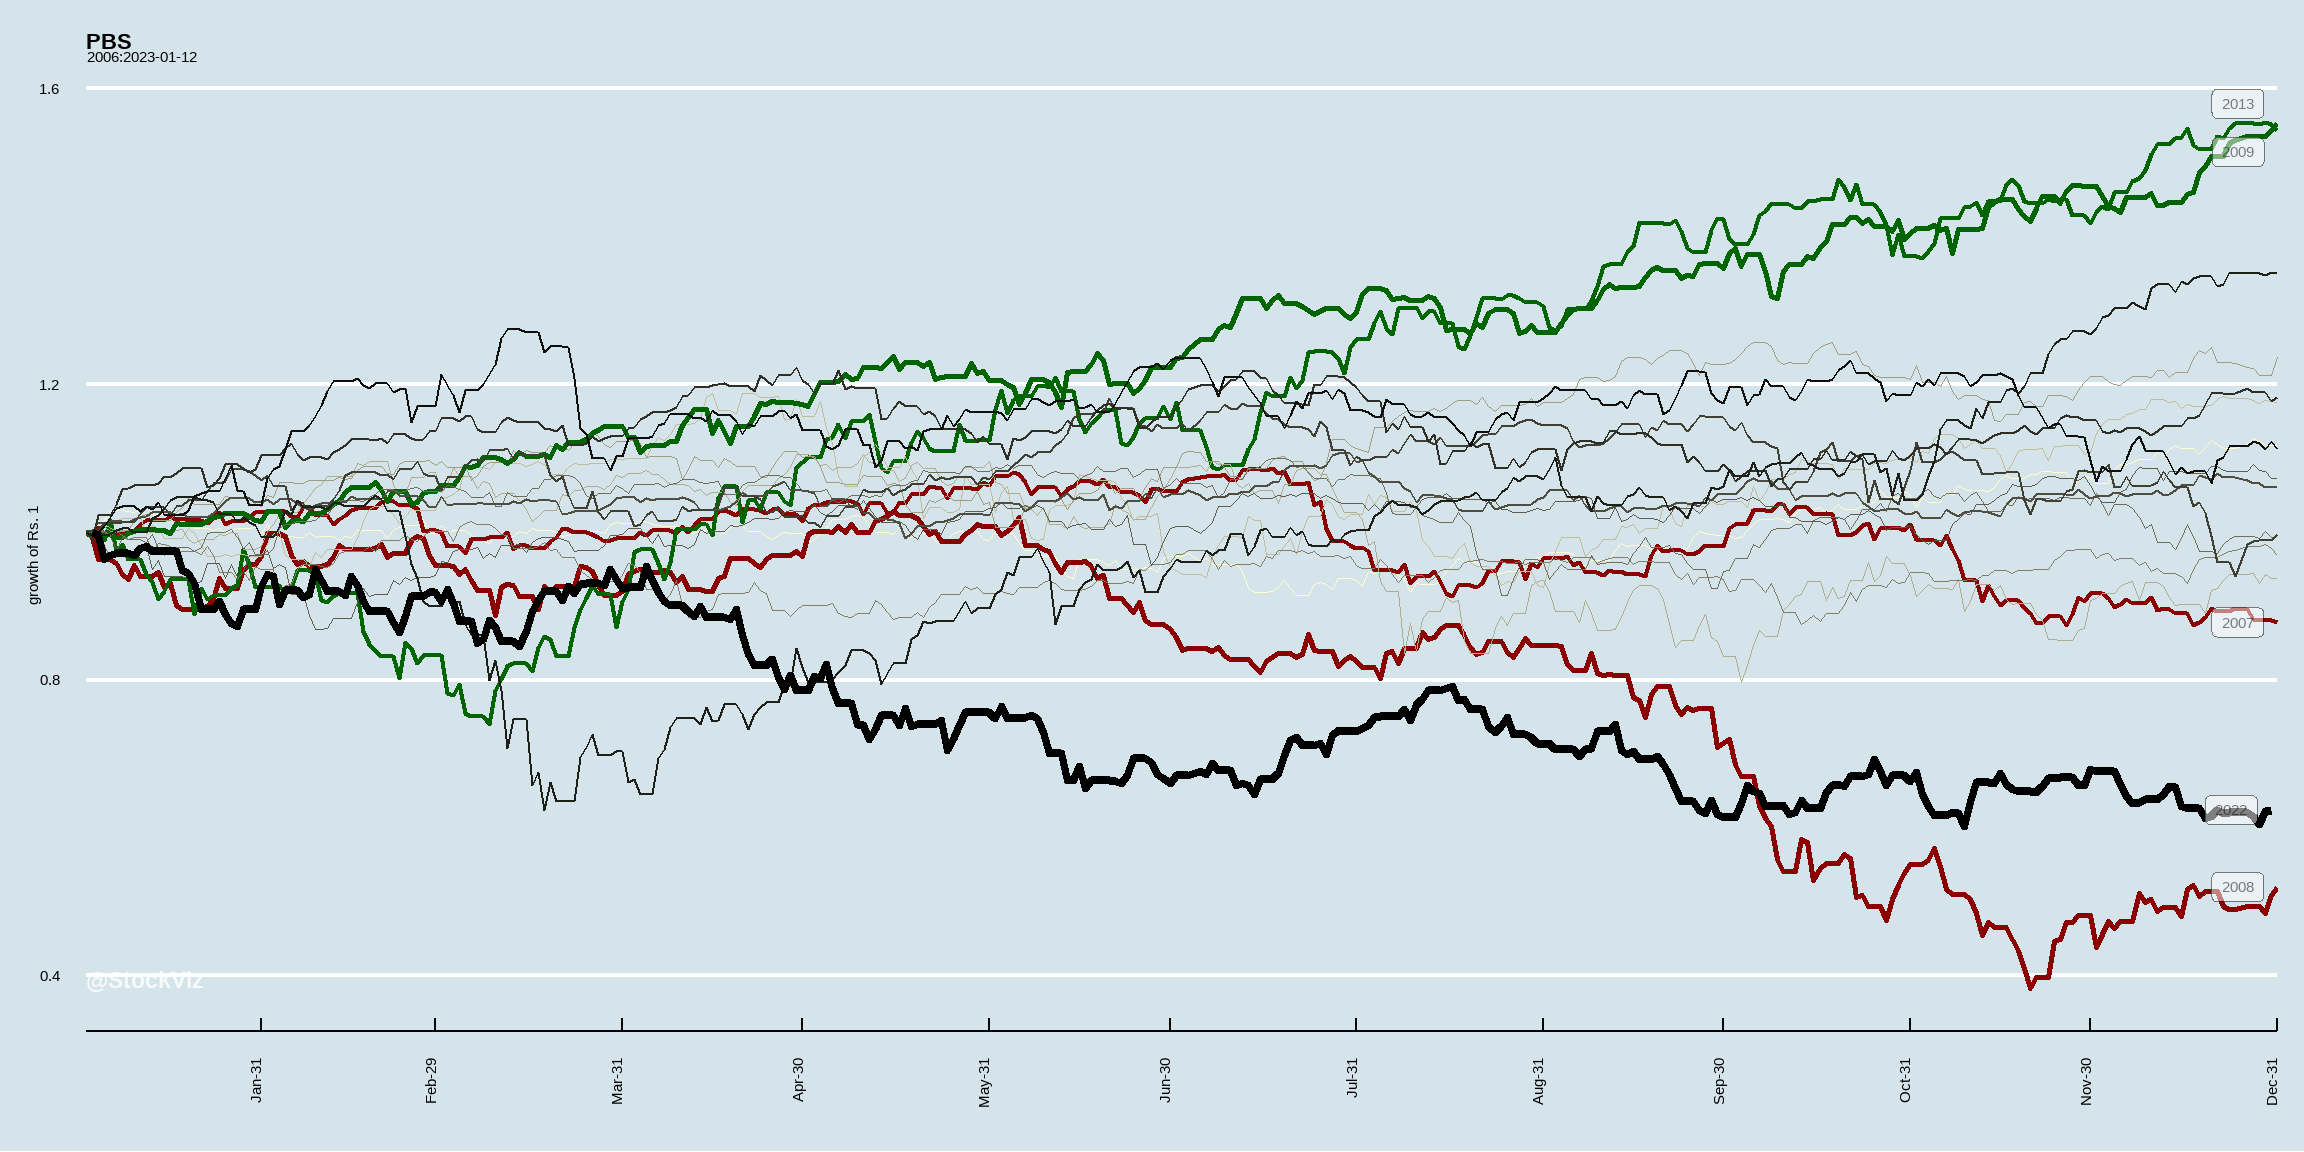 PBS
2006:2023-01-12
1.6
1.2
0.8
0.4
growth of Rs. 1
2013
2009
2007
2022
2008
@StockViz
Jan-31
Feb-29
Mar-31
Apr-30
May-31
Jun-30
Jul-31
Aug-31
Sep-30
Oct-31
Nov-30
Dec-31